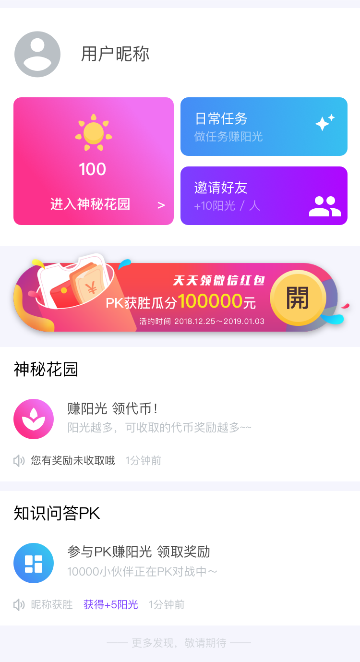 用户昵称
100
进入神秘花园 >
日常任务
做任务赚阳光
邀请好友
+10阳光 / 人
天天领微信红包
PK获胜瓜分100000元
活约时间 2018.12.25~2019.01.03
開
神秘花园
赚阳光 领代币!
阳光越多，可收取的代币奖励越多~~
您有奖励未收取哦 1分钟前
知识问答PK
参与PK赚阳光 领取奖励
10000小伙伴正在PK对战中~
昵称获胜 获得+5阳光 1分钟前
更多发现，敬请期待